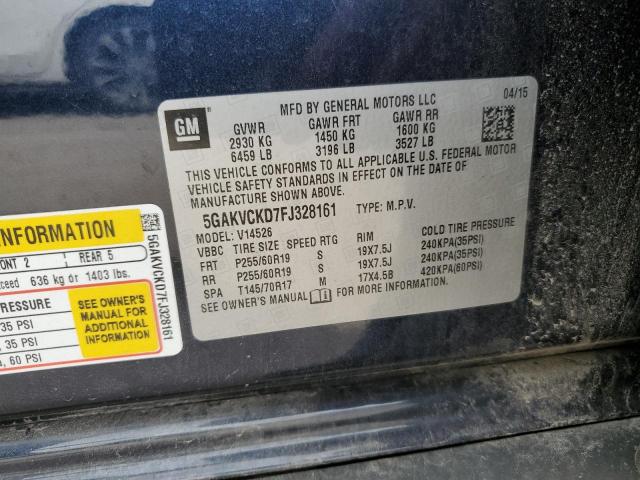 GM
MFD BY GENERAL MOTORS LLC
04/15
GVWR GAWR FRT GAWR RR
2930 KG 1450 KG 1600 KG
6459 LB 3196 LB 3527 LB
THIS VEHICLE CONFORMS TO ALL APPLICABLE U.S. FEDERAL MOTOR
VEHICLE SAFETY STANDARDS IN EFFECT ON THE DATE OF
MANUFACTURE SHOWN ABOVE.
5GAKVCKD7FJ328161 TYPE: M.P.V.
MODEL: V14526
VBBC TIRE SIZE SPEED RTG RIM COLD TIRE PRESSURE
FRT P255/60R19 S 19X7.5J 240KPA(35PSI)
RR P255/60R19 S 19X7.5J 240KPA(35PSI)
SPA T145/70R17 M 17X4.5B 420KPA(60PSI)
SEE OWNER'S MANUAL FOR MORE INFORMATION.
INFORMATION
ONT 2 REAR 5
xceed 636 kg or 1403 lbs.
PRESSURE
35 PSI
, 35 PSI
a, 60 PSI
SEE OWNER'S
MANUAL FOR
ADDITIONAL
INFORMATION
5GAKVCKD7FJ328161